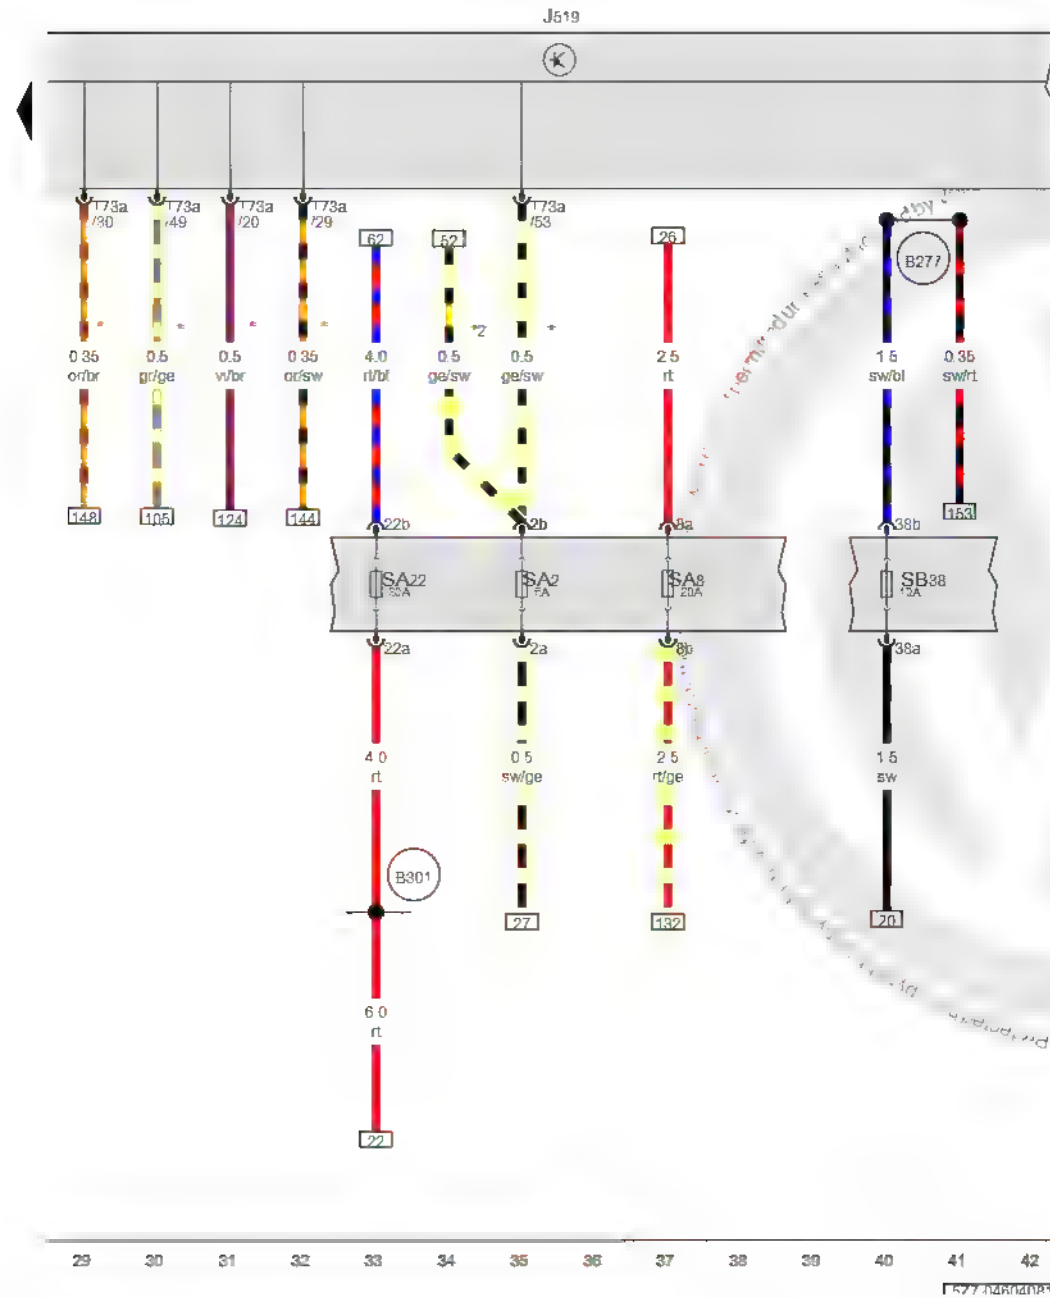 J519
K
T73a T73a T73a T73a T73a
/30 /49 /20 /29 /53
62 52 26
B277
* * * * *2 *
0.35 0.5 0.5 0.35 4.0 0.5 0.5 2.5 1.5 0.35
or/br gr/ge vi/br or/sw rt/bl ge/sw ge/sw rt sw/bl sw/rt
148 105 124 144 153
22b 2b 8a 38b
SA22 SA2 SA8 SB38
5A 20A
22a 2a 8b 38a
4.0 0.5 2.5 1.5
rt sw/ge rt/ge sw
B301
27 132 20
6.0
rt
22
29 30 31 32 33 34 35 36 37 38 39 40 41 42